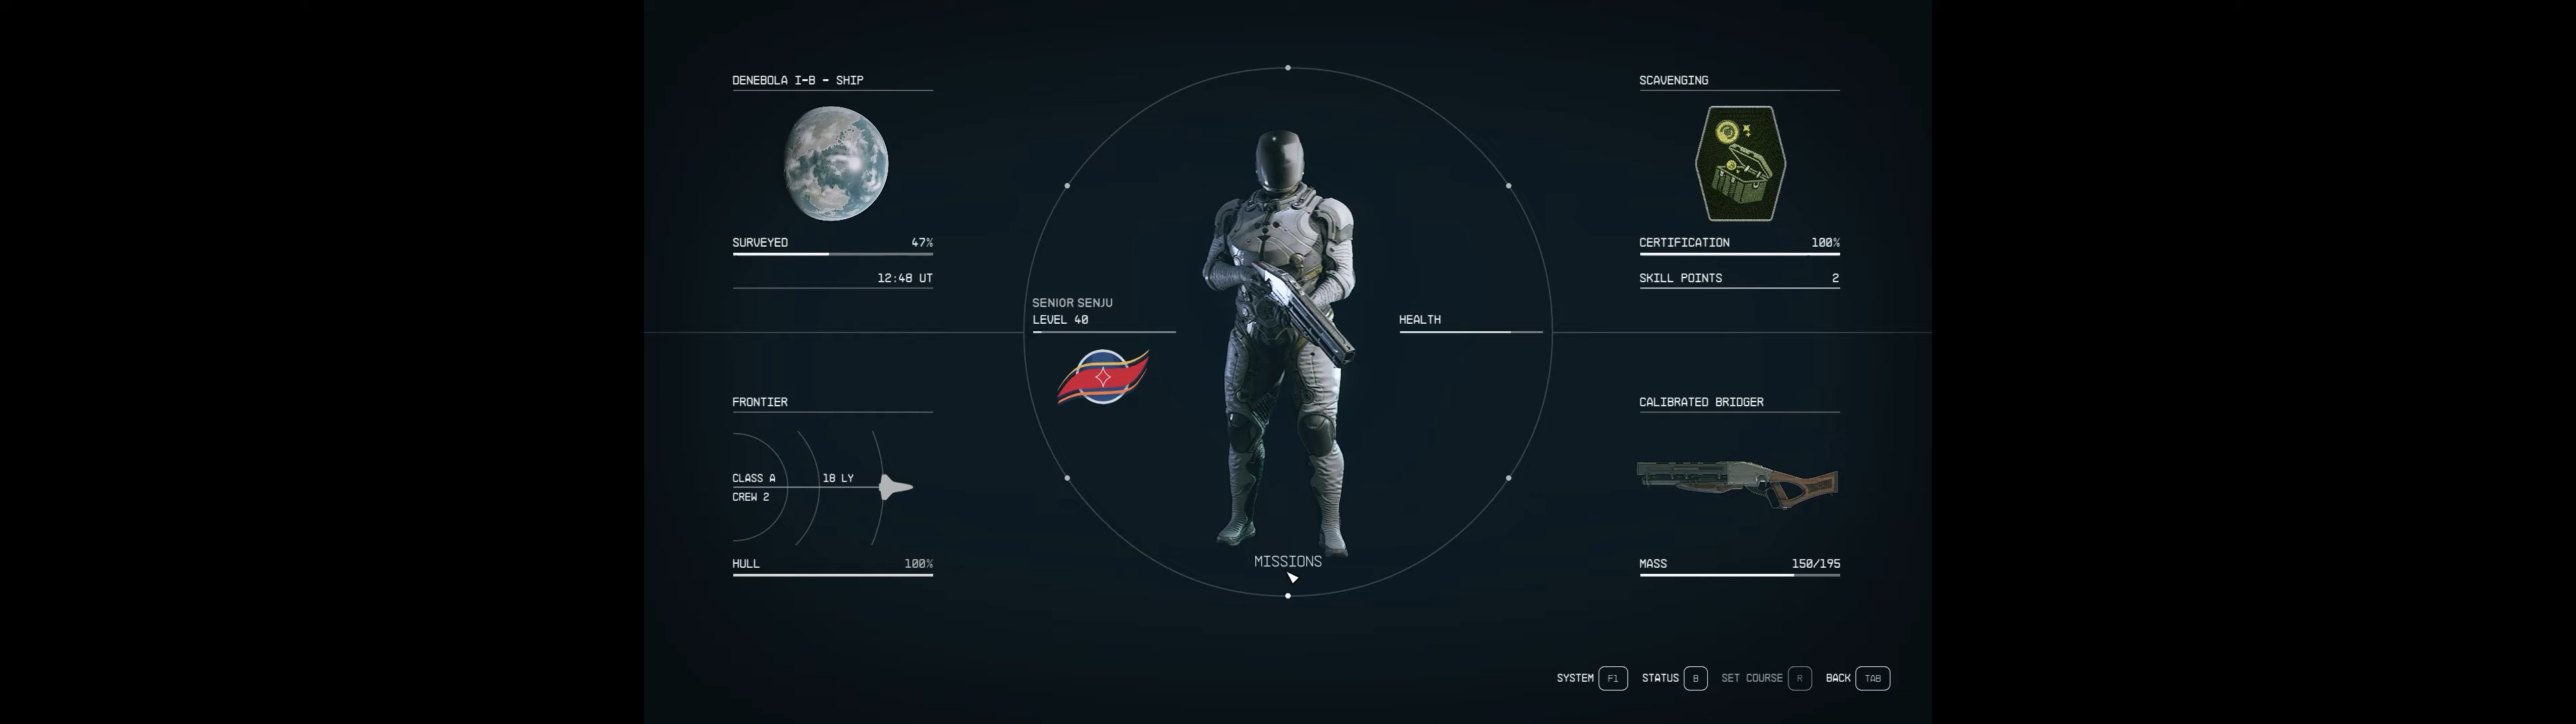 DENEBOLA I-B - SHIP
SURVEYED 47%
12:48 UT
SCAVENGING
CERTIFICATION 100%
SKILL POINTS 2
SENIOR SENJU
LEVEL 40
HEALTH
FRONTIER
CLASS A 18 LY
CREW 2
HULL 100%
CALIBRATED BRIDGER
MASS 150/195
MISSIONS
SYSTEM F1 STATUS B SET COURSE R BACK TAB